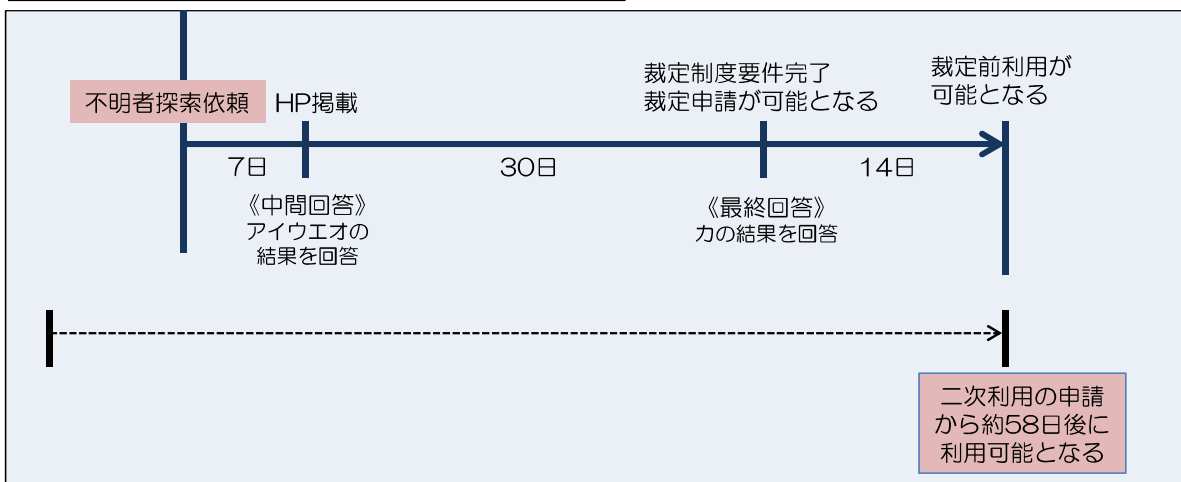 不明者探索依頼
HP掲載
裁定制度要件完了
裁定申請が可能となる
裁定前利用が
可能となる
7日
30日
14日
《中間回答》
アイウエオの
結果を回答
《最終回答》
カの結果を回答
二次利用の申請
から約58日後に
利用可能となる